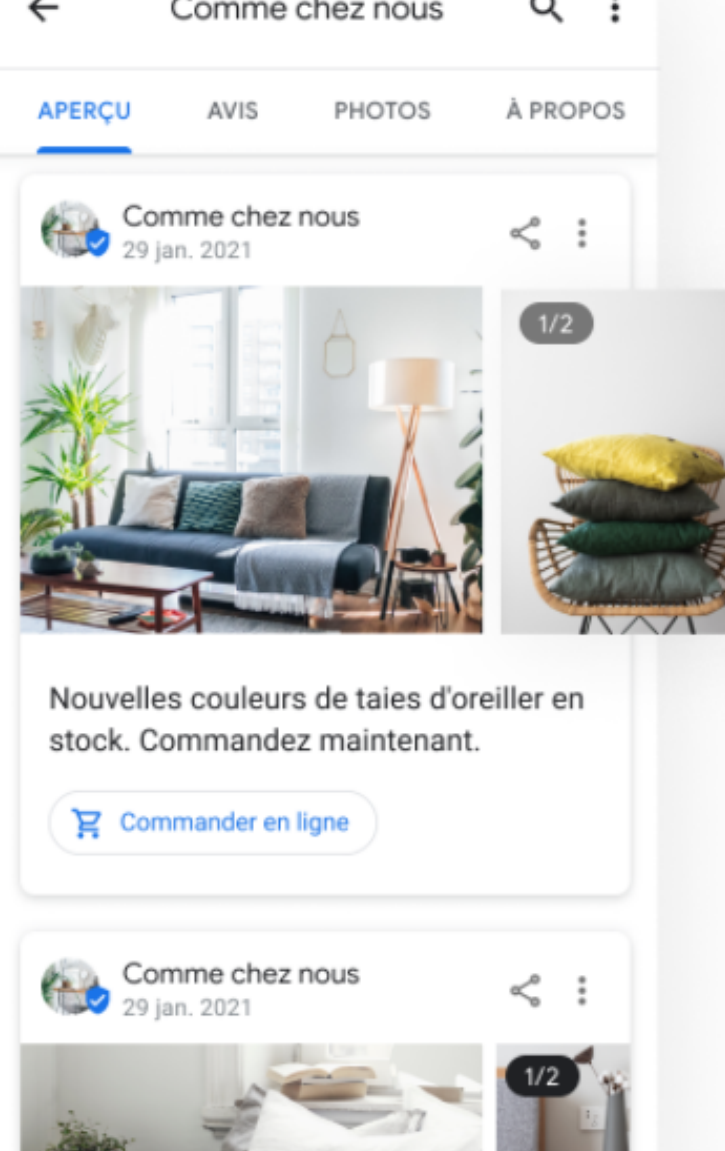 Comme chez nous
APERÇU
AVIS
PHOTOS
À PROPOS
Comme chez nous
29 jan. 2021
1/2
Nouvelles couleurs de taies d'oreiller en
stock. Commandez maintenant.
Commander en ligne
Comme chez nous
29 jan. 2021
1/2